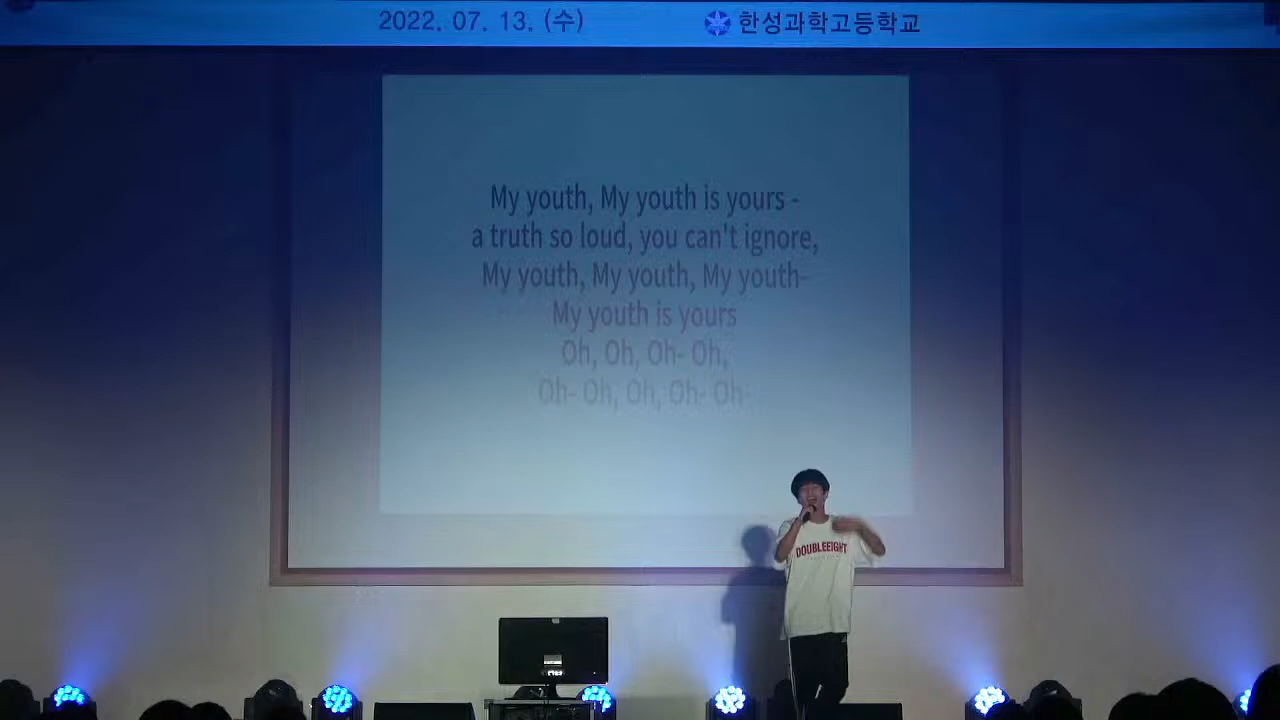 2022. 07. 13. (수) 한성과학고등학교
My youth, My youth is yours -
a truth so loud, you can't ignore,
My youth, My youth, My youth-
My youth is yours
Oh, Oh, Oh- Oh,
Oh- Oh, Oh, Oh- Oh-
DOUBLEEIGHT